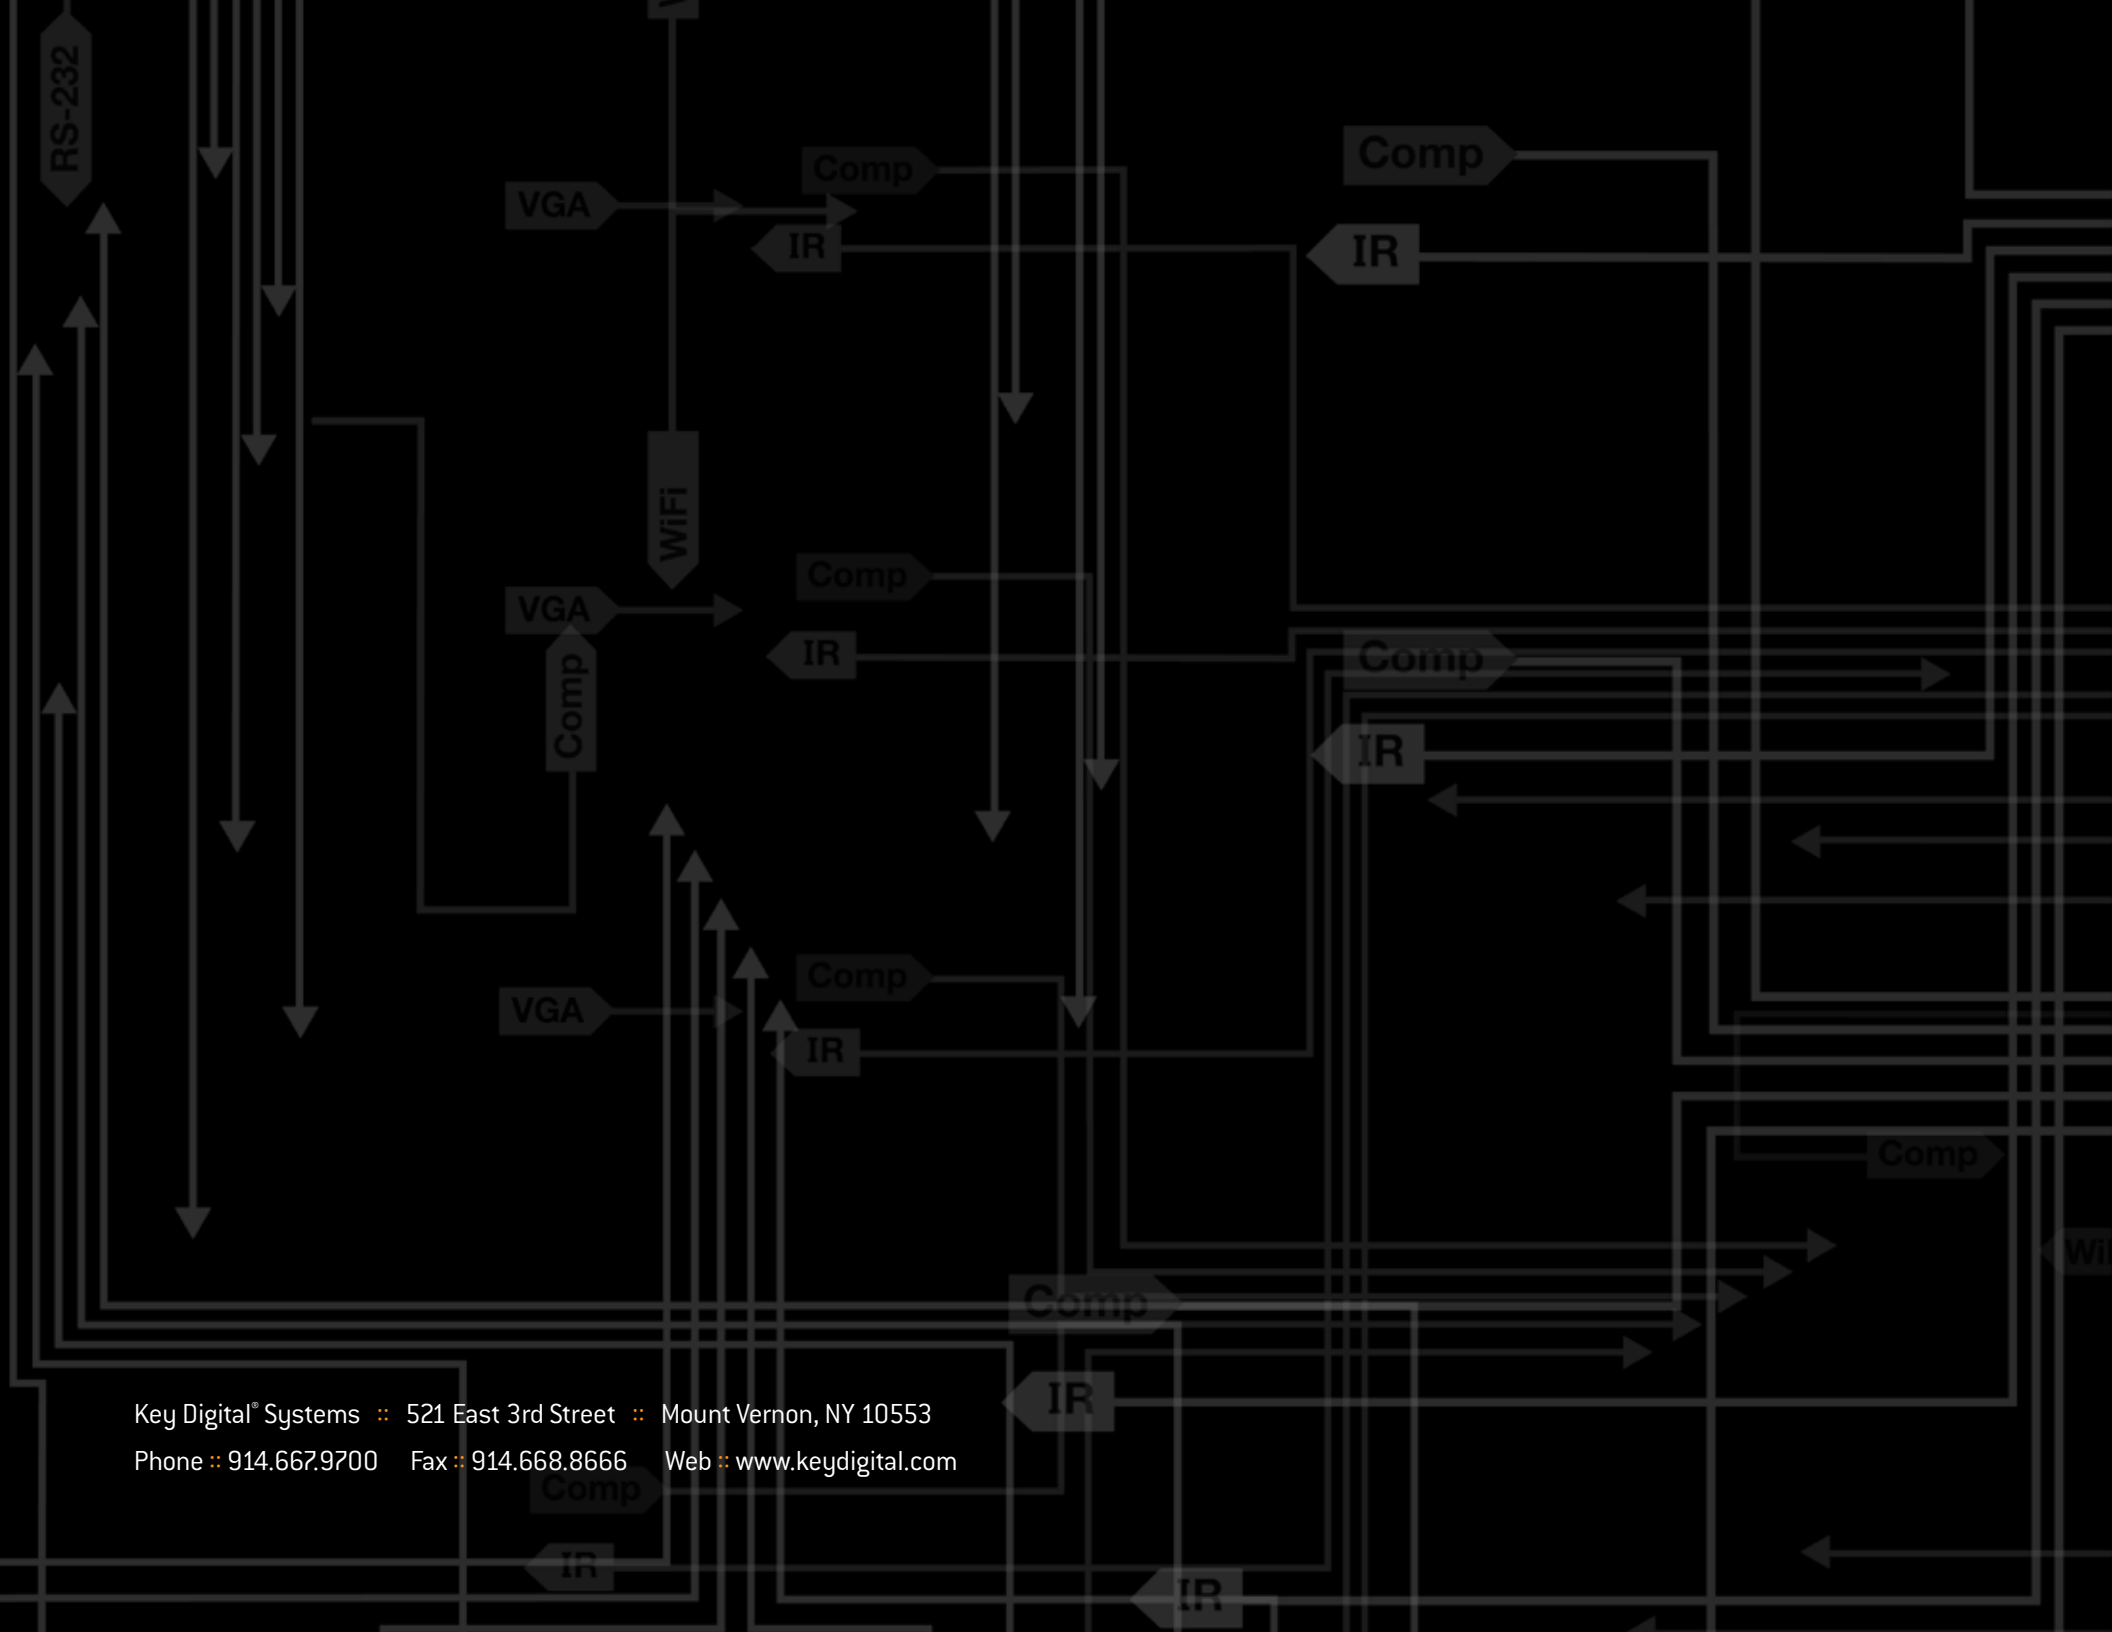 RS-232
Comp
Comp
VGA
IR
IR
WiFi
Comp
VGA
IR
Comp
Comp
IR
Comp
VGA
IR
Comp
Comp
IR
Key Digital® Systems :: 521 East 3rd Street :: Mount Vernon, NY 10553
Phone :: 914.667.9700 Fax :: 914.668.8666 Web :: www.keydigital.com
Comp
IR
IR